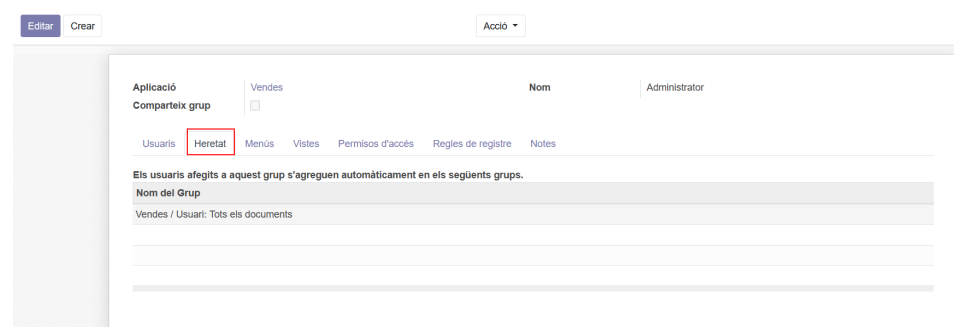 Editar Crear Acció
Aplicació Vendes Nom Administrator
Comparteix grup
Usuaris Heretat Menús Vistes Permisos d'accés Regles de registre Notes
Els usuaris afegits a aquest grup s'agreguen automàticament en els següents grups.
Nom del Grup
Vendes / Usuari: Tots els documents